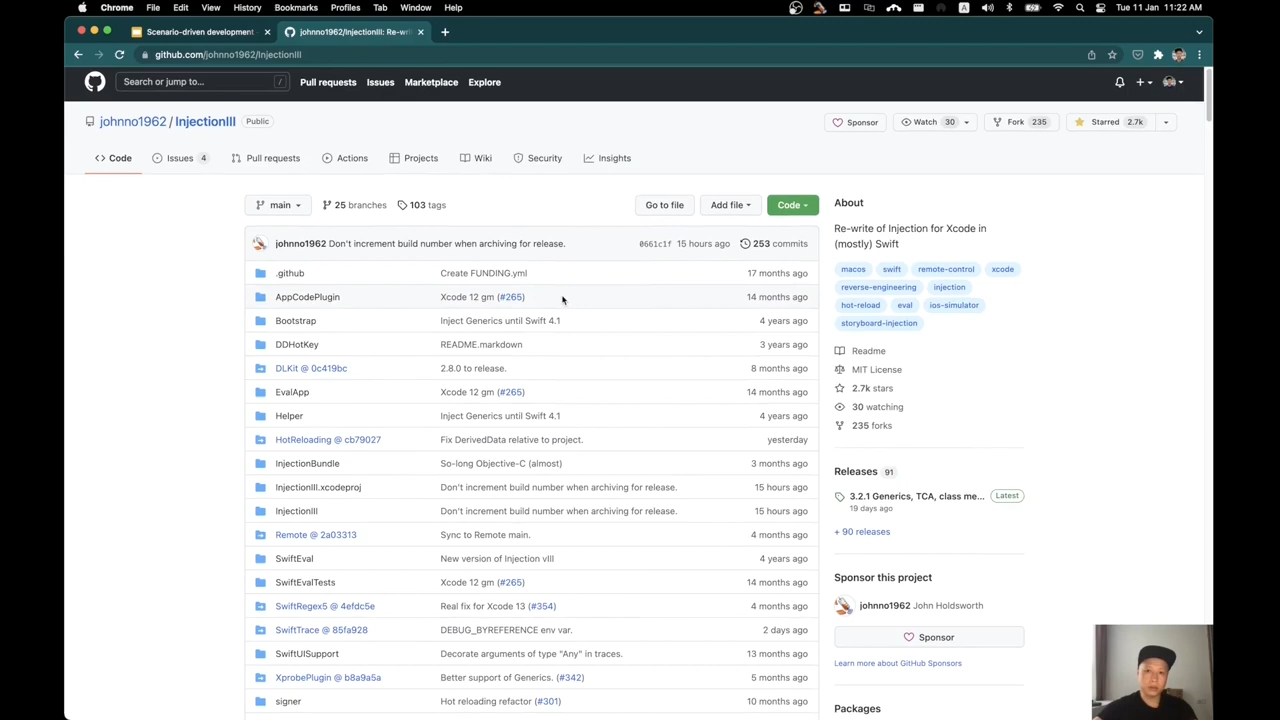 Chrome File Edit View History Bookmarks Profiles Tab Window Help A Tue 11 Jan 11:22 AM
Scenario-driven development johnno1962/InjectionIII: Re-wr
github.com/johnno1962/InjectionIII
Search or jump to... / Pull requests Issues Marketplace Explore
johnno1962 / InjectionIII Public Sponsor Watch 30 Fork 235 Starred 2.7k
Code Issues 4 Pull requests Actions Projects Wiki Security Insights
main 25 branches 103 tags Go to file Add file Code
johnno1962 Don't increment build number when archiving for release. 0661c1f 15 hours ago 253 commits
.github Create FUNDING.yml 17 months ago
AppCodePlugin Xcode 12 gm (#265) 14 months ago
Bootstrap Inject Generics until Swift 4.1 4 years ago
DDHotKey README.markdown 3 years ago
DLKit @ 0c419bc 2.8.0 to release. 8 months ago
EvalApp Xcode 12 gm (#265) 14 months ago
Helper Inject Generics until Swift 4.1 4 years ago
HotReloading @ cb79027 Fix DerivedData relative to project. yesterday
InjectionBundle So-long Objective-C (almost) 3 months ago
InjectionIII.xcodeproj Don't increment build number when archiving for release. 15 hours ago
InjectionIII Don't increment build number when archiving for release. 15 hours ago
Remote @ 2a03313 Sync to Remote main. 4 months ago
SwiftEval New version of Injection vIII 4 years ago
SwiftEvalTests Xcode 12 gm (#265) 14 months ago
SwiftRegex5 @ 4efdc5e Real fix for Xcode 13 (#354) 4 months ago
SwiftTrace @ 85fa928 DEBUG_BYREFERENCE env var. 2 days ago
SwiftUISupport Decorate arguments of type "Any" in traces. 13 months ago
XprobePlugin @ b8a9a5a Better support of Generics. (#342) 5 months ago
signer Hot reloading refactor (#301) 10 months ago
About
Re-write of Injection for Xcode in
(mostly) Swift
macos swift remote-control xcode
reverse-engineering injection
hot-reload eval ios-simulator
storyboard-injection
Readme
MIT License
2.7k stars
30 watching
235 forks
Releases 91
3.2.1 Generics, TCA, class me... Latest
19 days ago
+ 90 releases
Sponsor this project
johnno1962 John Holdsworth
Sponsor
Learn more about GitHub Sponsors
Packages